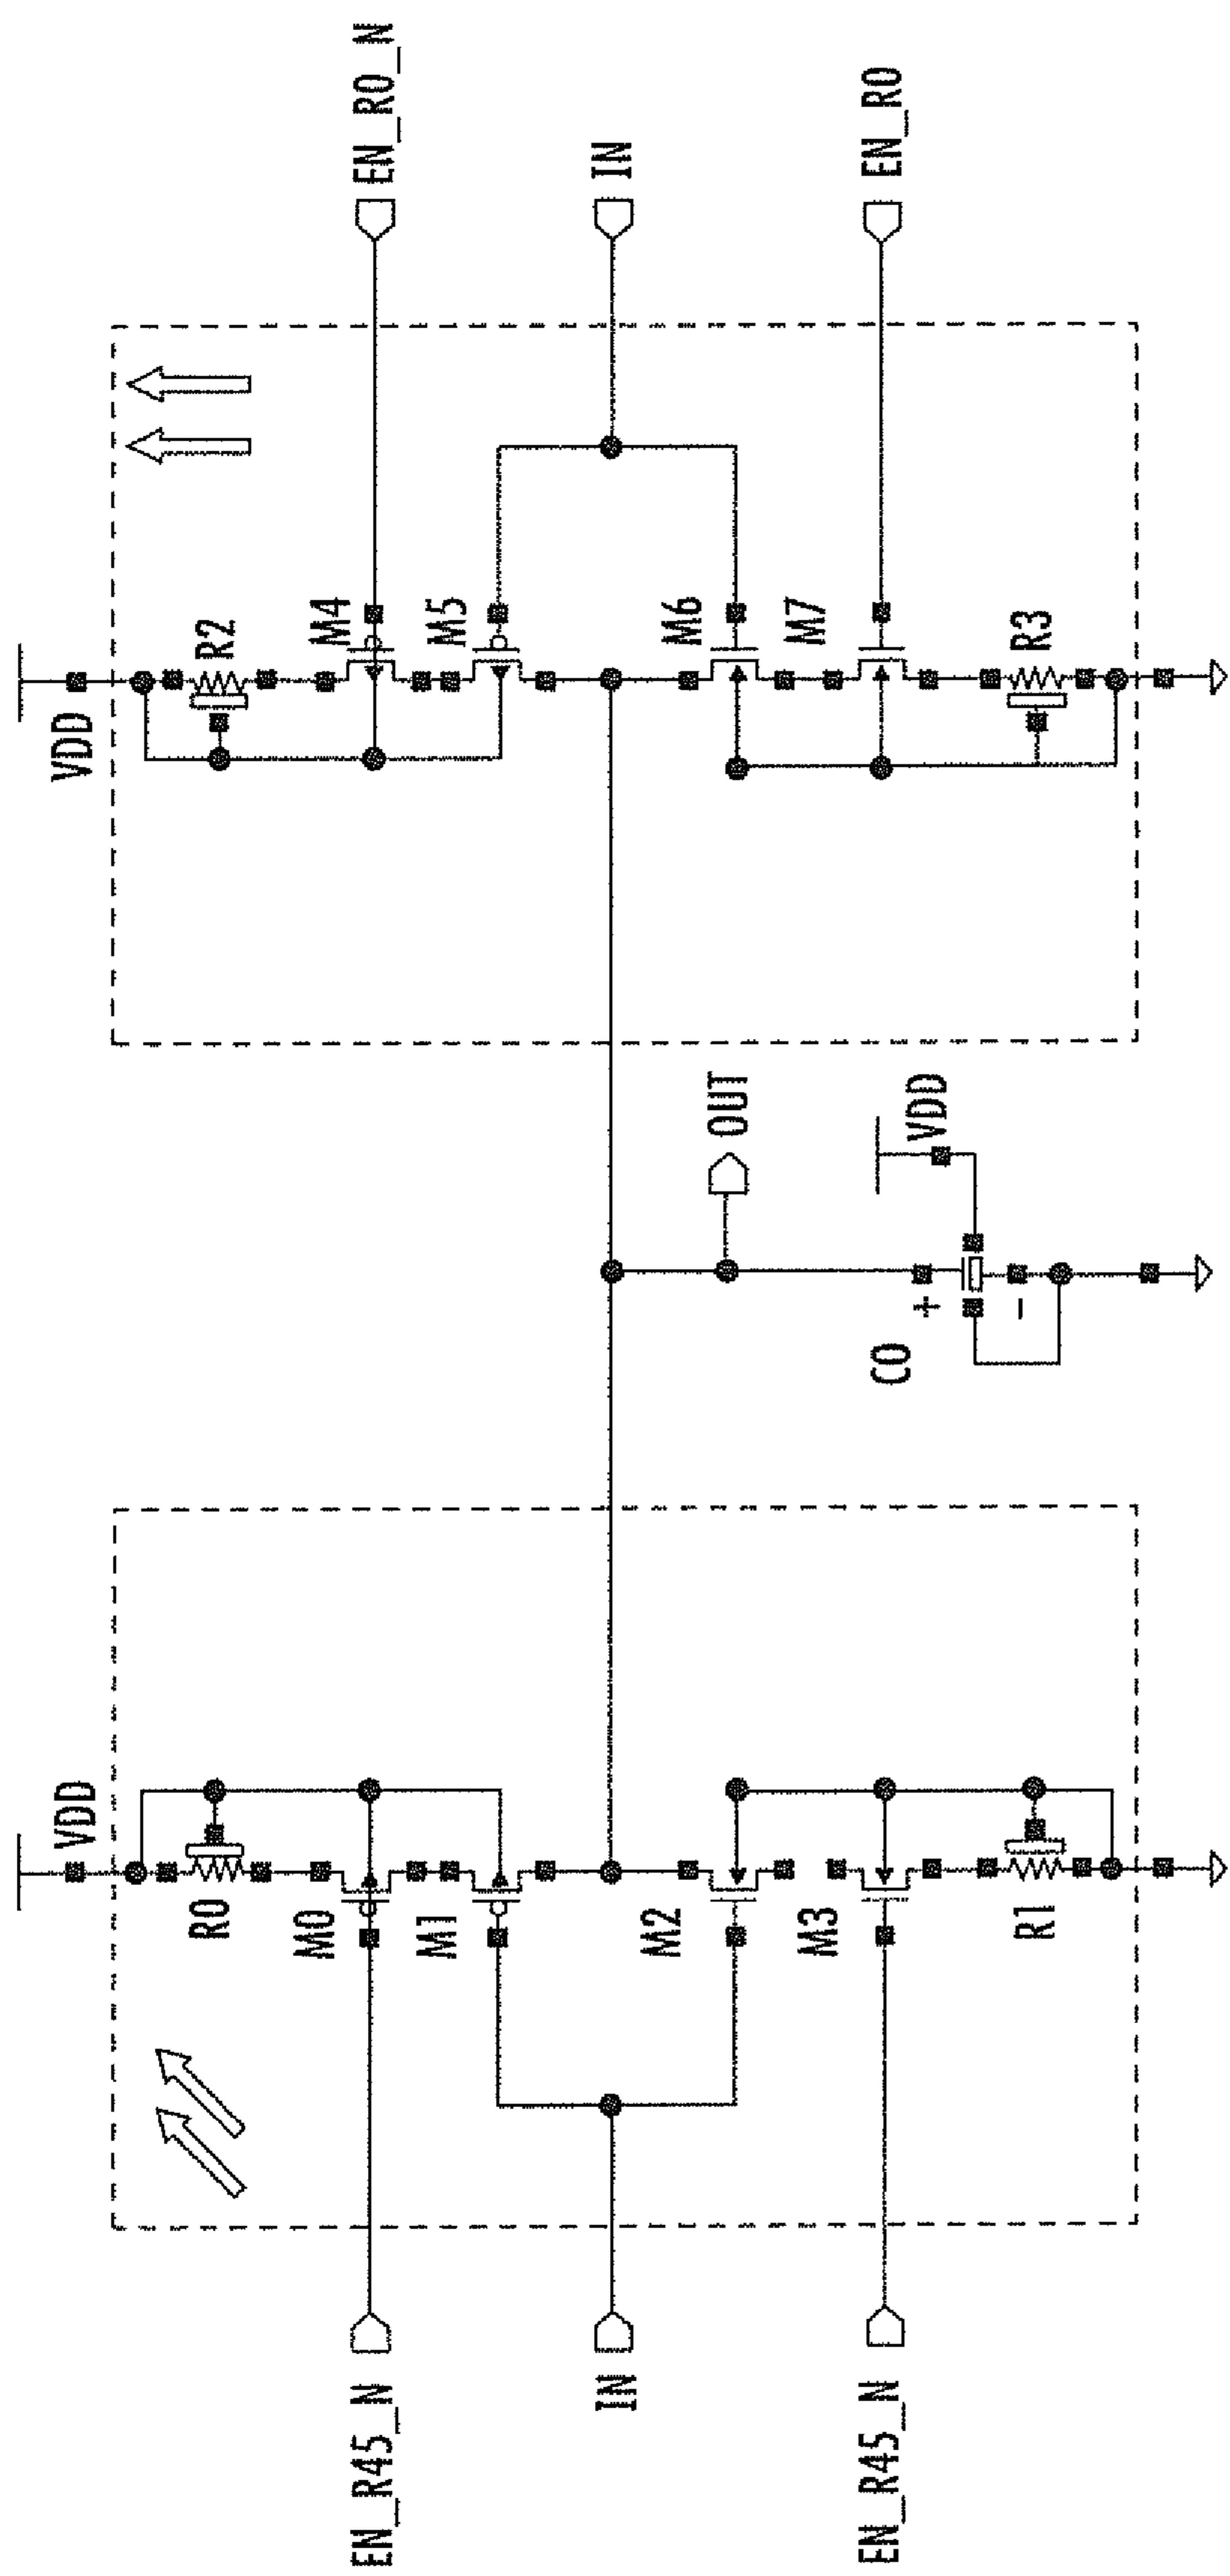 VDD
VDD
R0
R2
M0
M4
EN_R45_N
EN_R0_N
M1
M5
IN
IN
M2
M6
OUT
M3
M7
EN_R45_N
C0
EN_R0
+
VDD
-
R1
R3